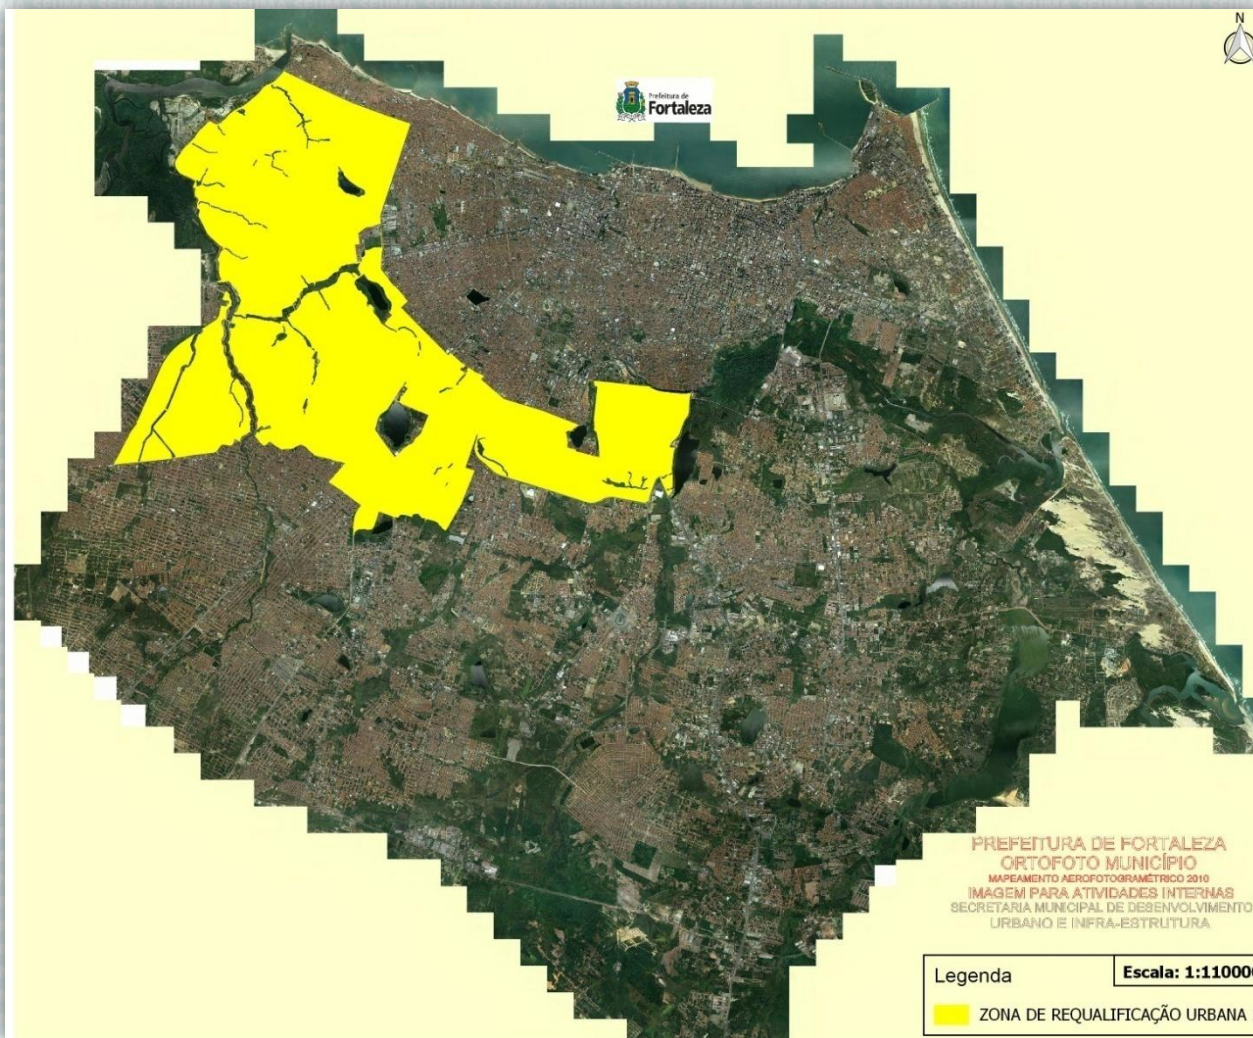 N
Prefeitura de
Fortaleza
PREFEITURA DE FORTALEZA
ORTOFOTO MUNICÍPIO
MAPEAMENTO AEROFOTOGRAMÉTRICO 2010
IMAGEM PARA ATIVIDADES INTERNAS
SECRETARIA MUNICIPAL DE DESENVOLVIMENTO
URBANO E INFRA-ESTRUTURA
Legenda
Escala: 1:110000
ZONA DE REQUALIFICAÇÃO URBANA